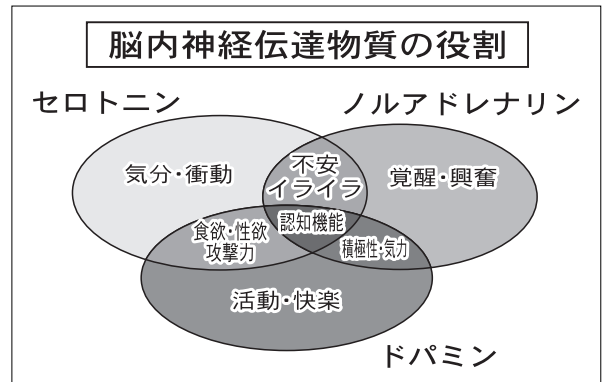 脳内神経伝達物質の役割
セロトニン
ノルアドレナリン
気分・衝動
不安
イライラ
覚醒・興奮
食欲・性欲
攻撃力
認知機能
積極性・気力
活動・快楽
ドパミン